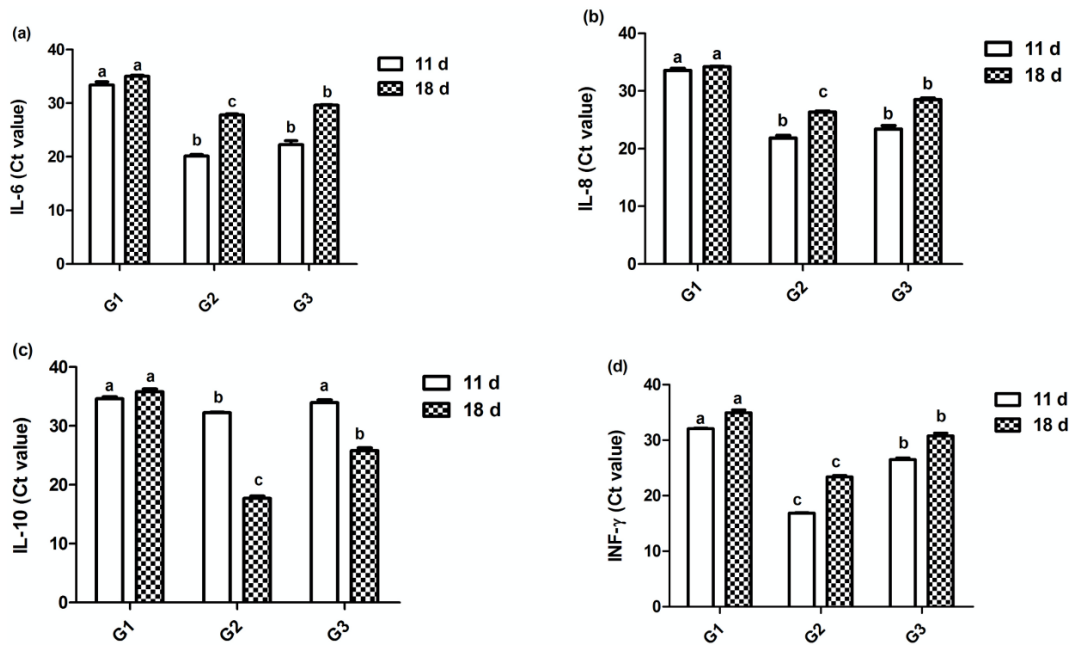 (a)
40
30
20
10
0
IL-6 (Ct value)
a a
b c
b b
G1 G2 G3
11 d
18 d
(b)
40
30
20
10
0
IL-8 (Ct value)
a a
b c
b b
G1 G2 G3
11 d
18 d
(c)
40
30
20
10
0
IL-10 (Ct value)
a a
b c
a b
G1 G2 G3
11 d
18 d
(d)
40
30
20
10
0
INF-γ (Ct value)
a a
c c
b b
G1 G2 G3
11 d
18 d